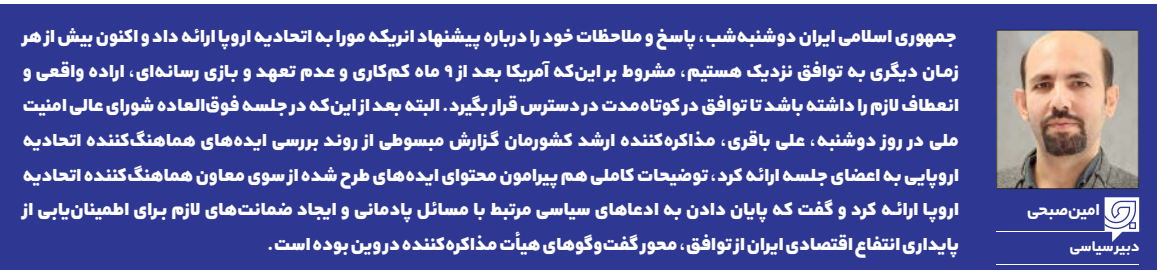 جمهوری اسلامی ایران دوشنبه‌شب، پاسخ و ملاحظات خود را درباره پیشنهاد انریکه مورا به اتحادیه اروپا ارائه داد و اکنون بیش از هر
زمان دیگری به توافق نزدیک هستیم، مشروط بر این‌که آمریکا بعد از ۹ ماه کم‌کاری و عدم تعهد و بازی رسانه‌ای، اراده واقعی و
انعطاف لازم را داشته باشد تا توافق در کوتاه‌مدت در دسترس قرار بگیرد. البته بعد از این‌که در جلسه فوق‌العاده شورای عالی امنیت
ملی در روز دوشنبه، علی باقری، مذاکره‌کننده ارشد کشورمان گزارش مبسوطی از روند بررسی ایده‌های هماهنگ‌کننده اتحادیه
اروپایی به اعضای جلسه ارائه کرد، توضیحات کاملی هم پیرامون محتوای ایده‌های طرح شده از سوی معاون هماهنگ‌کننده اتحادیه
اروپا ارائه کرد و گفت که پایان دادن به ادعاهای سیاسی مرتبط با مسائل پادمانی و ایجاد ضمانت‌های لازم برای اطمینان‌یابی از
پایداری انتفاع اقتصادی ایران از توافق، محور گفت‌وگوهای هیأت مذاکره‌کننده در وین بوده است.
امین صبحی
دبیر سیاسی